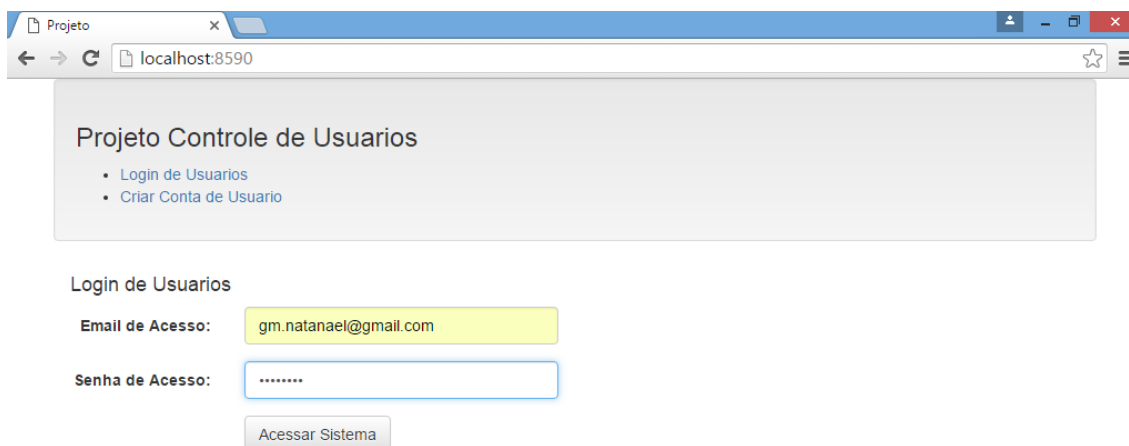 Projeto
localhost:8590
Projeto Controle de Usuarios
Login de Usuarios
Criar Conta de Usuario
Login de Usuarios
Email de Acesso: gm.natanael@gmail.com
Senha de Acesso: ••••••••
Acessar Sistema